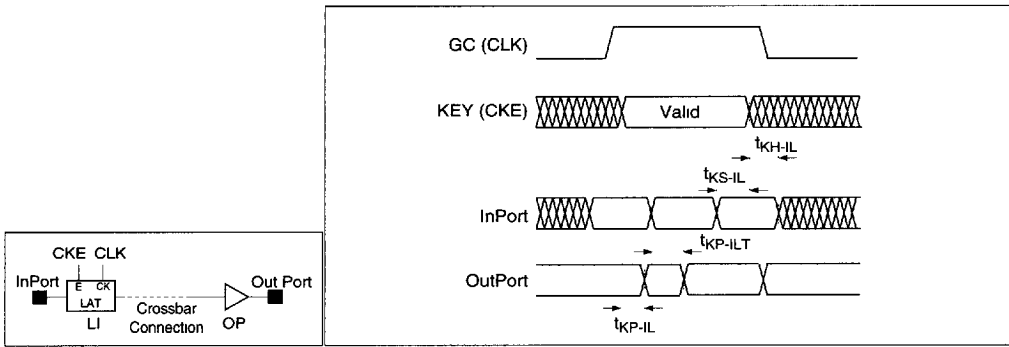 GC (CLK)
KEY (CKE)
Valid
tKH-IL
tKS-IL
InPort
tKP-ILT
OutPort
tKP-IL
CKE CLK
InPort
E CK
LAT
LI
Crossbar
Connection
OP
Out Port